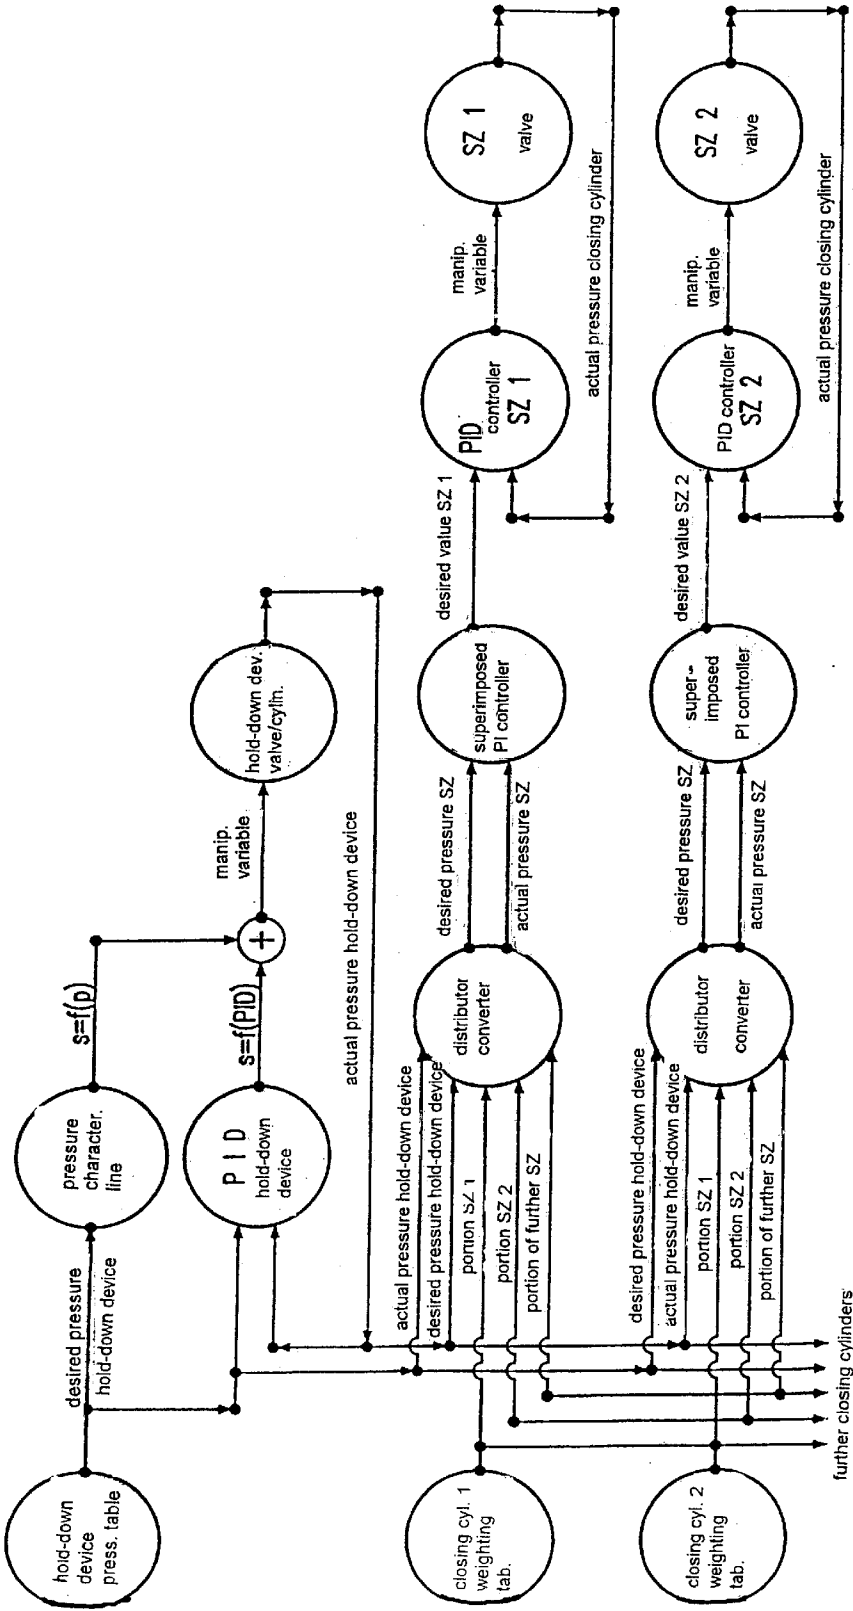 hold-down
device
press. table
desired pressure
hold-down device
pressure
character.
line
s=f(p)
PID
hold-down
device
s=f(PID)
+
manip.
variable
hold-down dev.
valve/cylin.
actual pressure hold-down device
closing cyl. 1
weighting
tab.
actual pressure hold-down device
desired pressure hold-down device
portion SZ 1
portion SZ 2
portion of further SZ
distributor
converter
desired pressure SZ
actual pressure SZ
superimposed
PI controller
desired value SZ 1
PID
controller
SZ 1
manip.
variable
SZ 1
valve
actual pressure closing cylinder
closing cyl. 2
weighting
tab.
desired pressure hold-down device
actual pressure hold-down device
portion SZ 1
portion SZ 2
portion of further SZ
distributor
converter
desired pressure SZ
actual pressure SZ
super-
imposed
PI controller
desired value SZ 2
PID controller
SZ 2
manip.
variable
SZ 2
valve
actual pressure closing cylinder
further closing cylinders